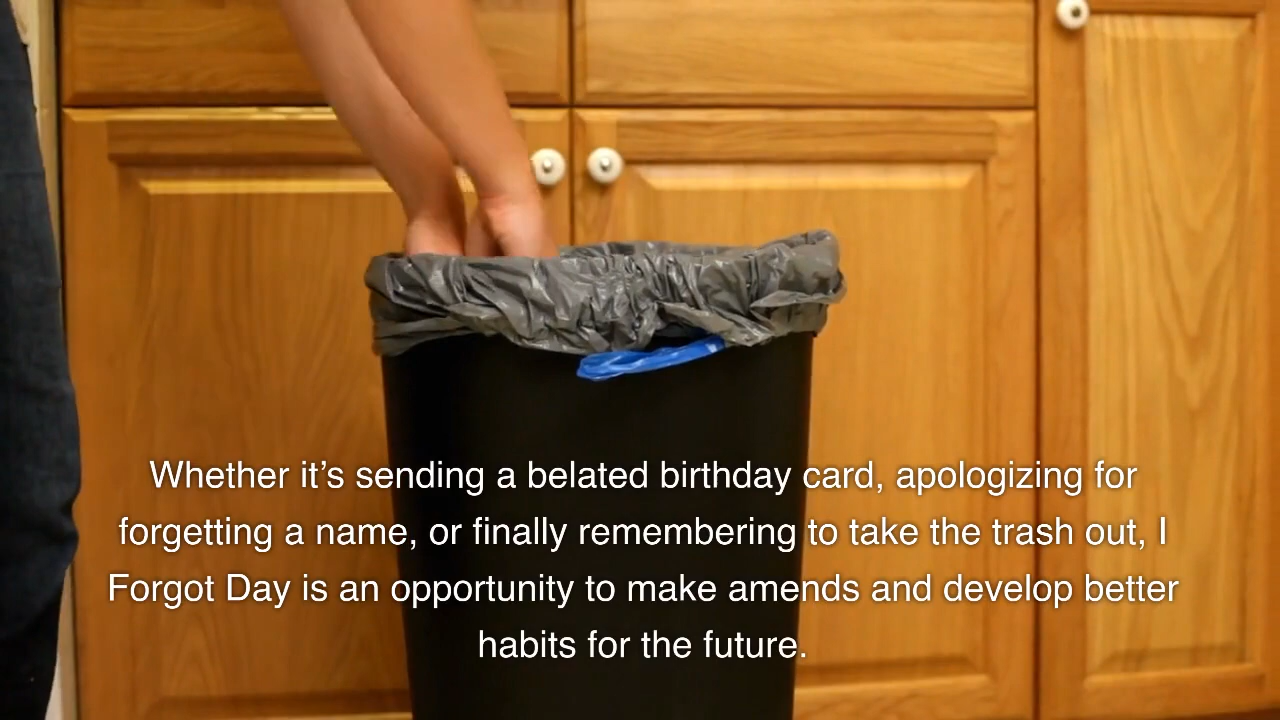 Whether it’s sending a belated birthday card, apologizing for
forgetting a name, or finally remembering to take the trash out, I
Forgot Day is an opportunity to make amends and develop better
habits for the future.